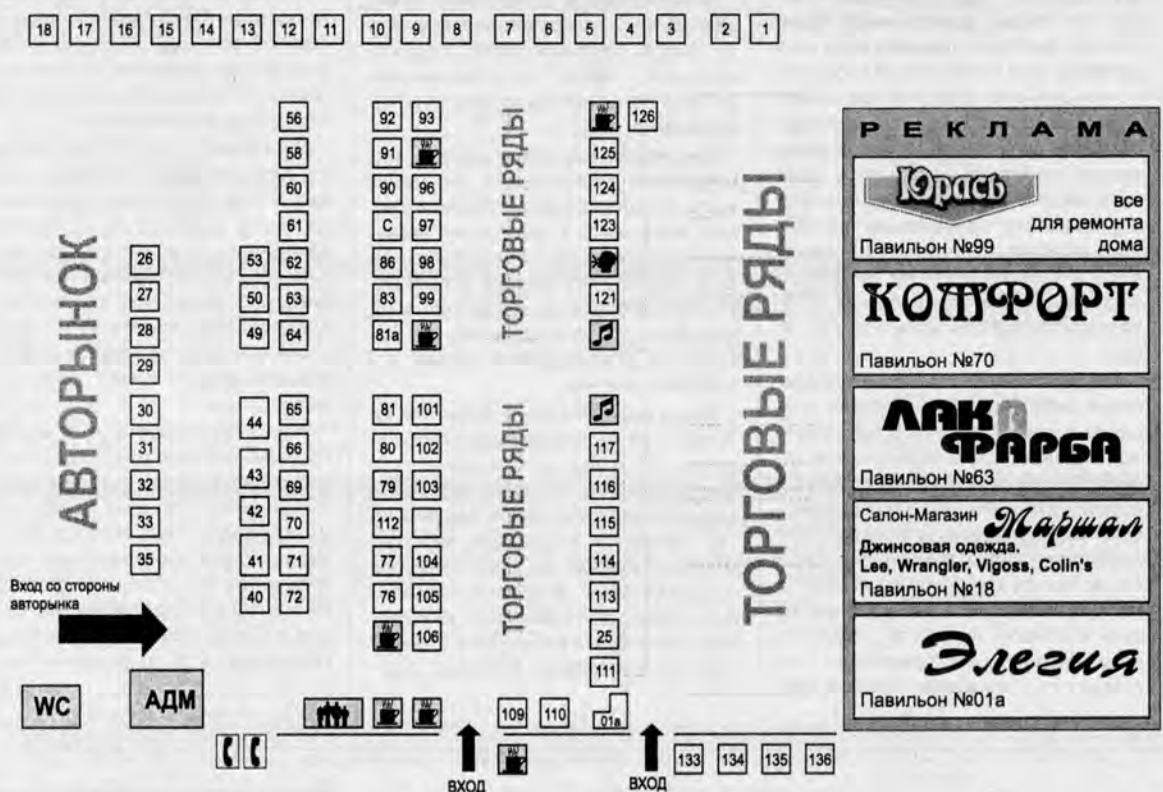 18 17 16 15 14 13 12 11 10 9 8 7 6 5 4 3 2 1
АВТОРЫНОК
26
27
28
29
30
31
32
33
35
53
50
49
44
43
42
41
40
56
58
60
61
62
63
64
65
66
69
70
71
72
92 93
91
90 96
С 97
86 98
83 99
81а
81 101
80 102
79 103
112
77 104
76 105
106
ТОРГОВЫЕ РЯДЫ
ТОРГОВЫЕ РЯДЫ
126
125
124
123
121
117
116
115
114
113
25
111
109 110 01а
ТОРГОВЫЕ РЯДЫ
133 134 135 136
Вход со стороны
авторынка
WC
АДМ
ВХОД
ВХОД
РЕКЛАМА
Юрась
все
для ремонта
дома
Павильон №99
КОМФОРТ
Павильон №70
ЛАКА
ФАРБА
Павильон №63
Салон-Магазин Маршал
Джинсовая одежда.
Lee, Wrangler, Vigoss, Colin's
Павильон №18
Элегия
Павильон №01а